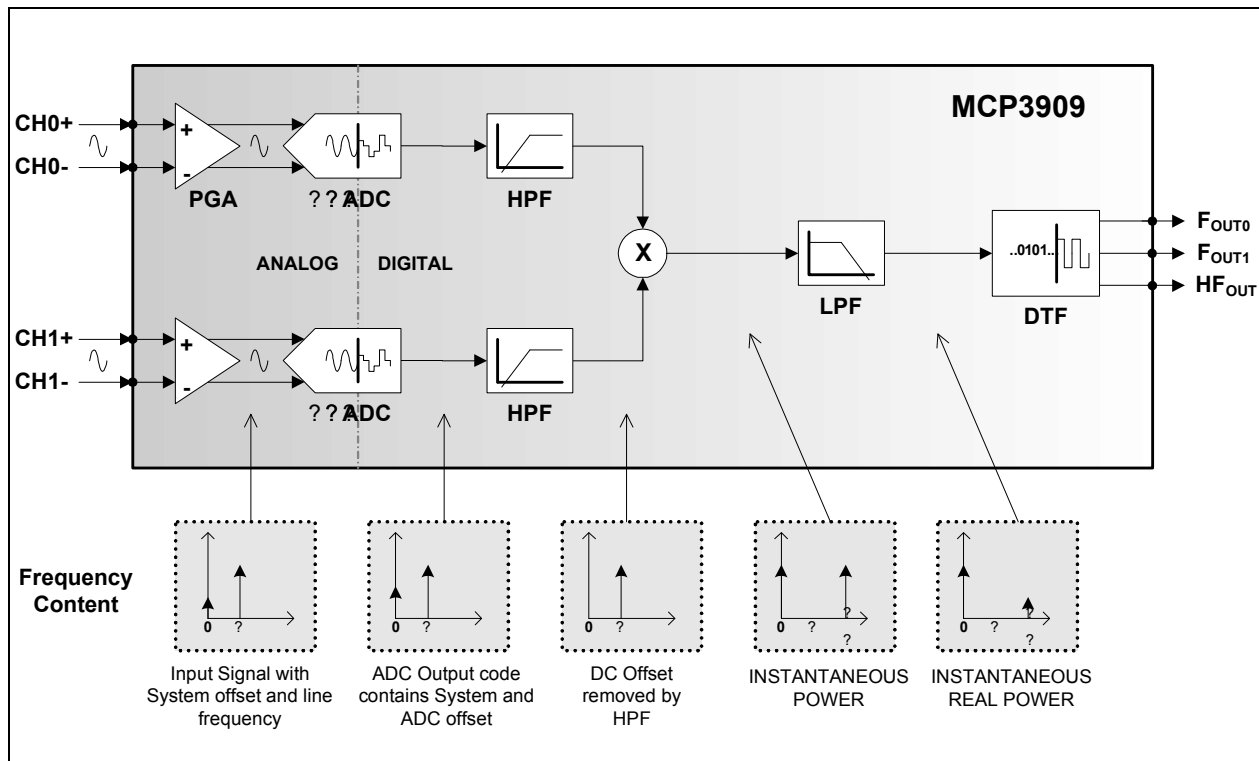 MCP3909
CH0+
CH0-
+
-
PGA
? ? ?ADC
HPF
ANALOG
DIGITAL
X
LPF
..0101..
DTF
FOUT0
FOUT1
HFOUT
CH1+
CH1-
+
-
? ? ?ADC
HPF
Frequency
Content
0
?
0
?
0
?
0
?
?
?
0
?
?
?
Input Signal with
System offset and line
frequency
ADC Output code
contains System and
ADC offset
DC Offset
removed by
HPF
INSTANTANEOUS
POWER
INSTANTANEOUS
REAL POWER